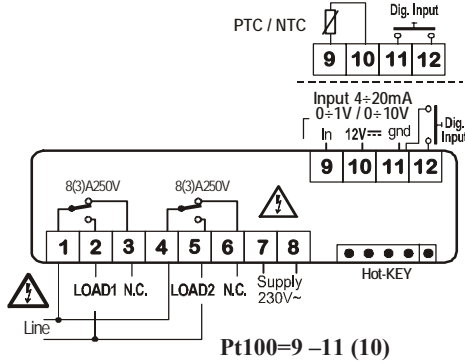 PTC / NTC
Dig. Input
9 10 11 12
Input 4÷20mA
0÷1V / 0÷10V
In 12V gnd
Dig.
Input
9 10 11 12
8(3)A250V 8(3)A250V
1 2 3 4 5 6 7 8
LOAD1 N.C. LOAD2 N.C. Supply
230V~
Hot-KEY
Line
Pt100=9 –11 (10)